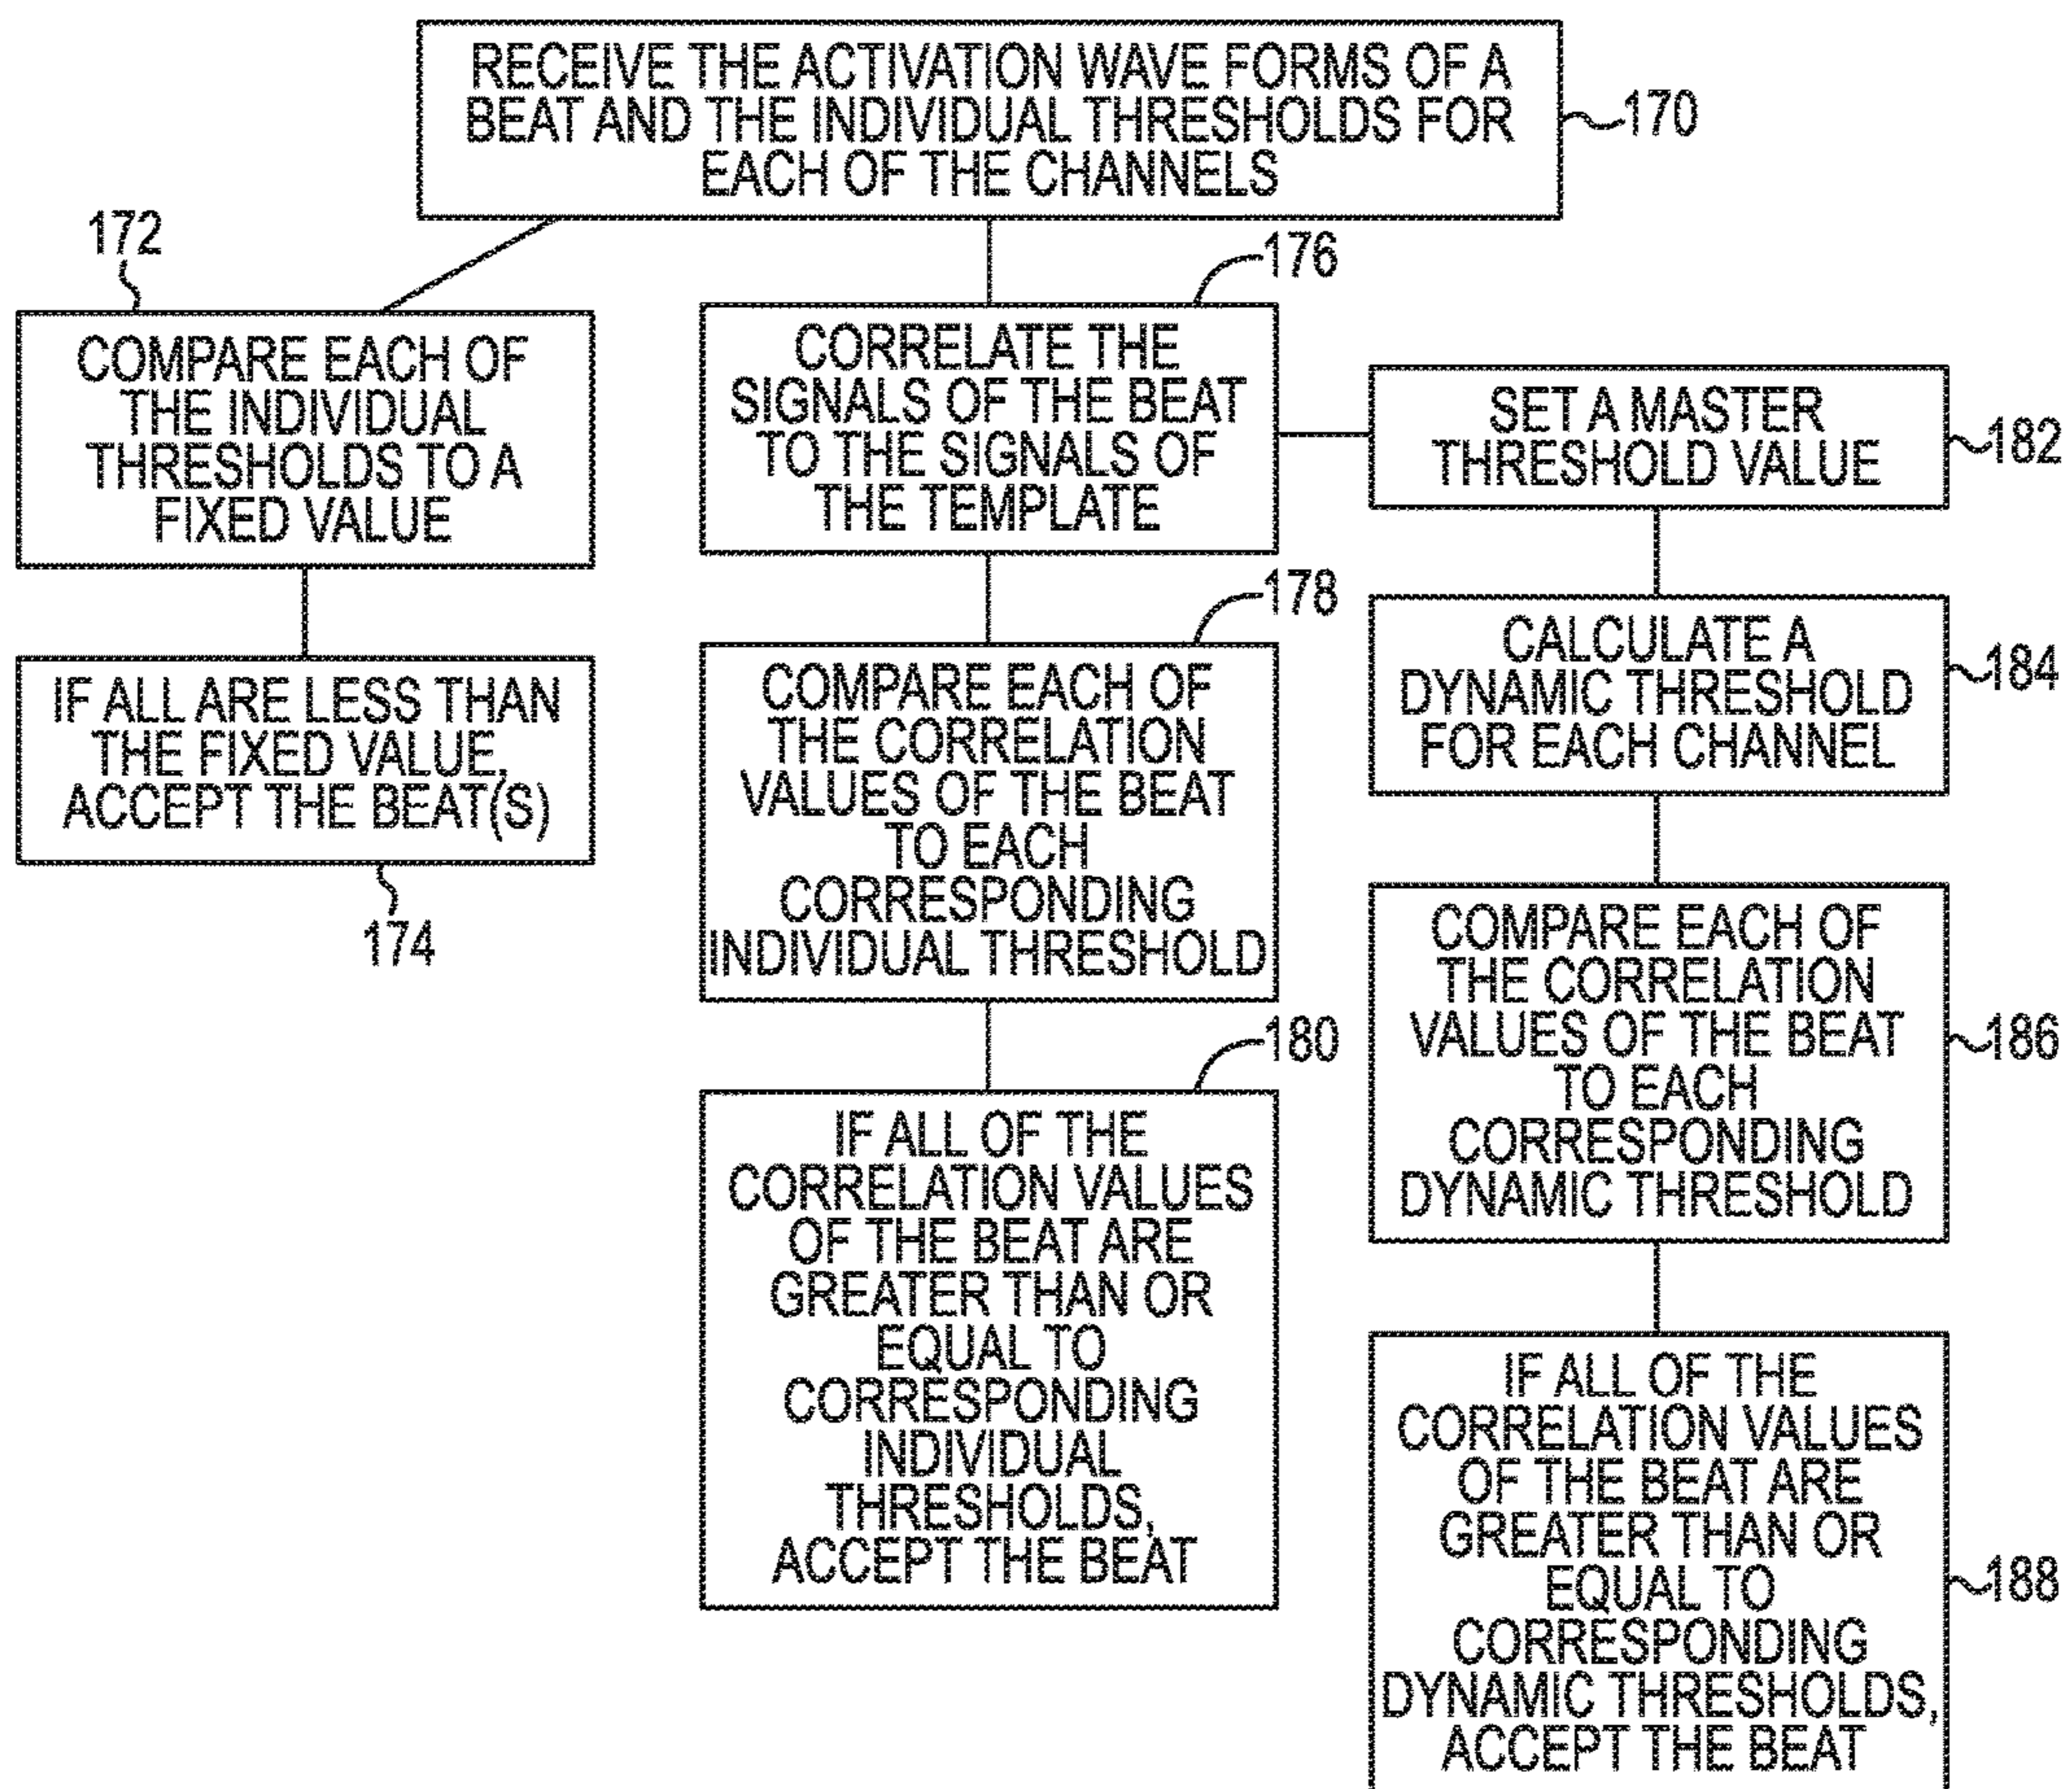 RECEIVE THE ACTIVATION WAVE FORMS OF A
BEAT AND THE INDIVIDUAL THRESHOLDS FOR
EACH OF THE CHANNELS
170
172
COMPARE EACH OF
THE INDIVIDUAL
THRESHOLDS TO A
FIXED VALUE
IF ALL ARE LESS THAN
THE FIXED VALUE,
ACCEPT THE BEAT(S)
174
176
CORRELATE THE
SIGNALS OF THE BEAT
TO THE SIGNALS OF
THE TEMPLATE
178
COMPARE EACH OF
THE CORRELATION
VALUES OF THE BEAT
TO EACH
CORRESPONDING
INDIVIDUAL THRESHOLD
180
IF ALL OF THE
CORRELATION VALUES
OF THE BEAT ARE
GREATER THAN OR
EQUAL TO
CORRESPONDING
INDIVIDUAL
THRESHOLDS,
ACCEPT THE BEAT
SET A MASTER
THRESHOLD VALUE
182
CALCULATE A
DYNAMIC THRESHOLD
FOR EACH CHANNEL
184
COMPARE EACH OF
THE CORRELATION
VALUES OF THE BEAT
TO EACH
CORRESPONDING
DYNAMIC THRESHOLD
186
IF ALL OF THE
CORRELATION VALUES
OF THE BEAT ARE
GREATER THAN OR
EQUAL TO
CORRESPONDING
DYNAMIC THRESHOLDS,
ACCEPT THE BEAT
188